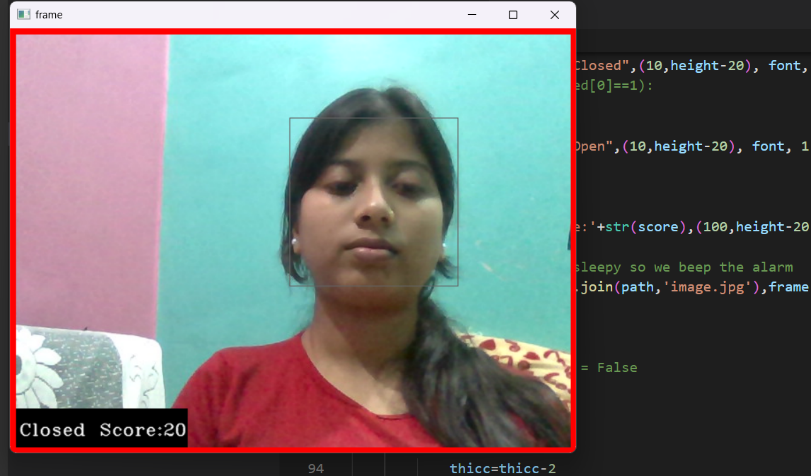 frame
Closed",(10,height-20), font,
ed[0]==1):
Open",(10,height-20), font, 1
e:'+str(score),(100,height-20
sleepy so we beep the alarm
.join(path,'image.jpg'),frame
= False
Closed Score:20
94 thicc=thicc-2